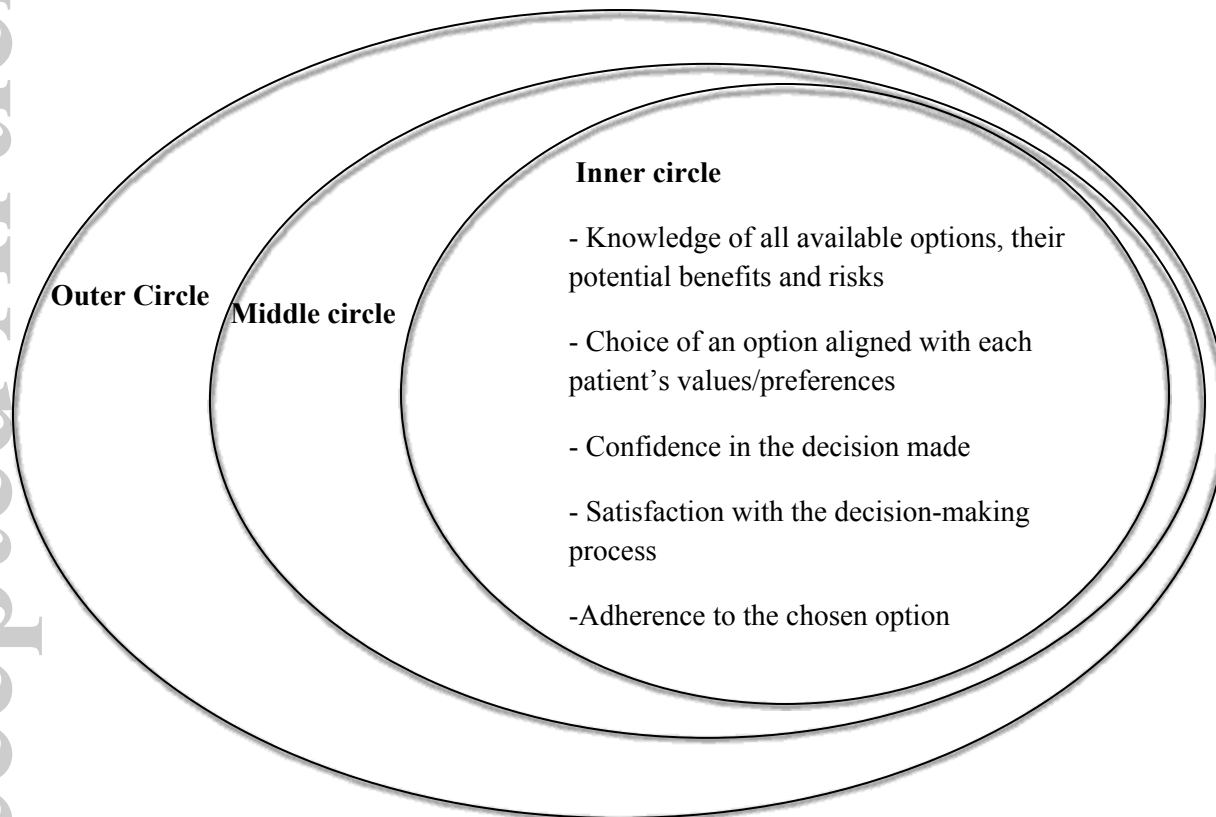 Inner circle
- Knowledge of all available options, their
potential benefits and risks
Outer Circle
Middle circle
- Choice of an option aligned with each
patient’s values/preferences
- Confidence in the decision made
- Satisfaction with the decision-making
process
-Adherence to the chosen option